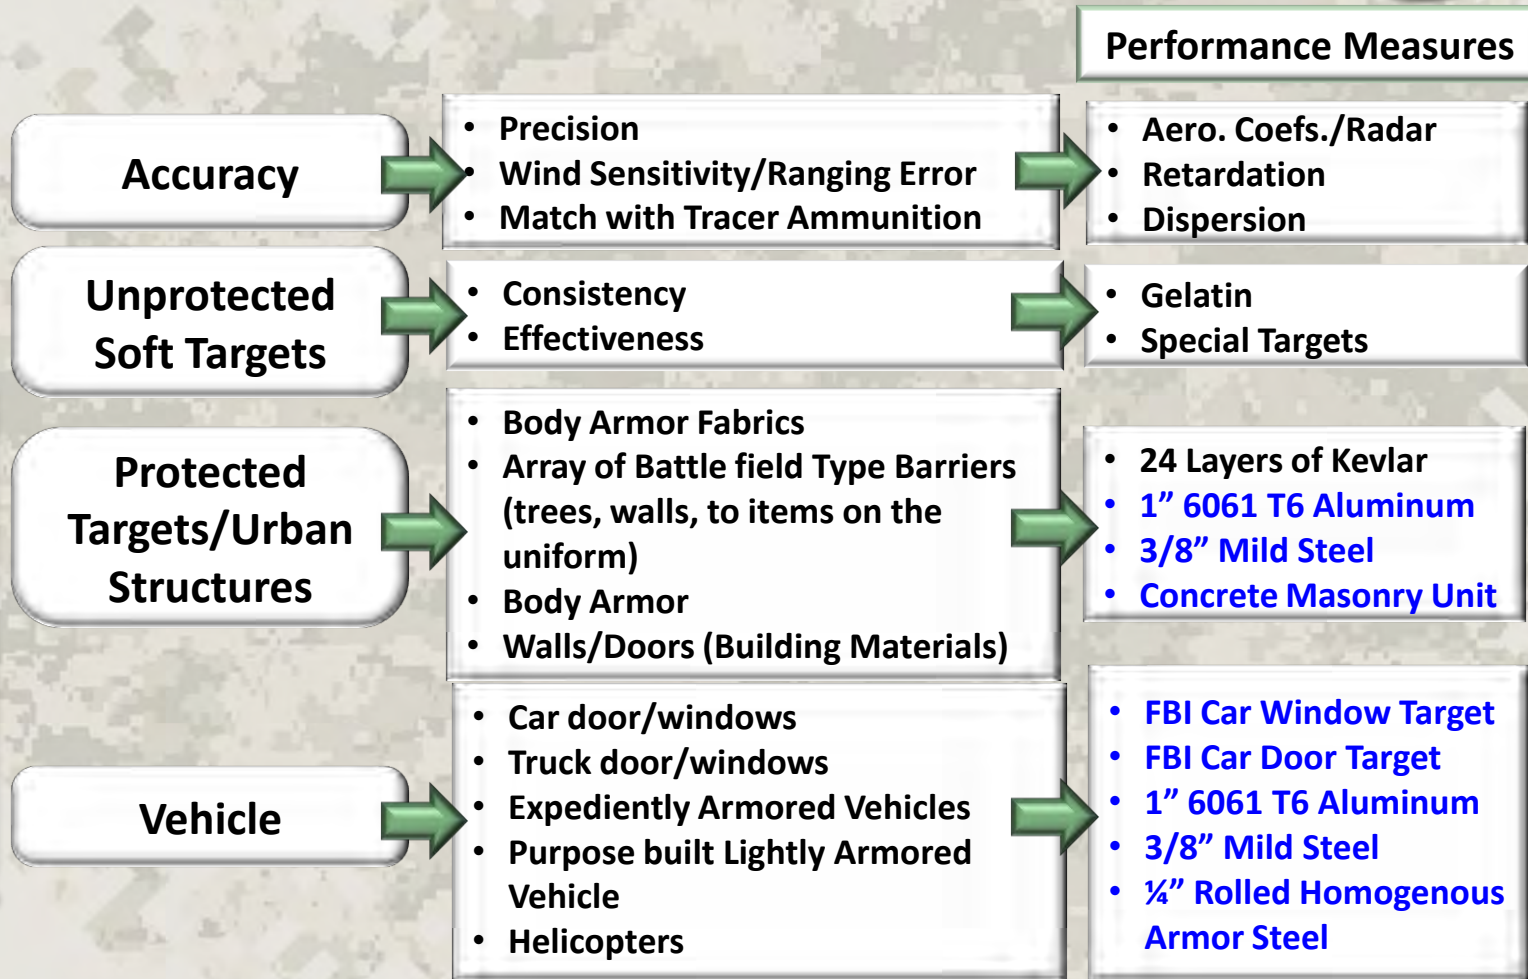 Performance Measures
Accuracy
• Precision
• Wind Sensitivity/Ranging Error
• Match with Tracer Ammunition
• Aero. Coefs./Radar
• Retardation
• Dispersion
Unprotected
Soft Targets
• Consistency
• Effectiveness
• Gelatin
• Special Targets
Protected
Targets/Urban
Structures
• Body Armor Fabrics
• Array of Battle field Type Barriers
(trees, walls, to items on the
uniform)
• Body Armor
• Walls/Doors (Building Materials)
• 24 Layers of Kevlar
• 1” 6061 T6 Aluminum
• 3/8” Mild Steel
• Concrete Masonry Unit
Vehicle
• Car door/windows
• Truck door/windows
• Expediently Armored Vehicles
• Purpose built Lightly Armored
Vehicle
• Helicopters
• FBI Car Window Target
• FBI Car Door Target
• 1” 6061 T6 Aluminum
• 3/8” Mild Steel
• ¼” Rolled Homogenous
Armor Steel